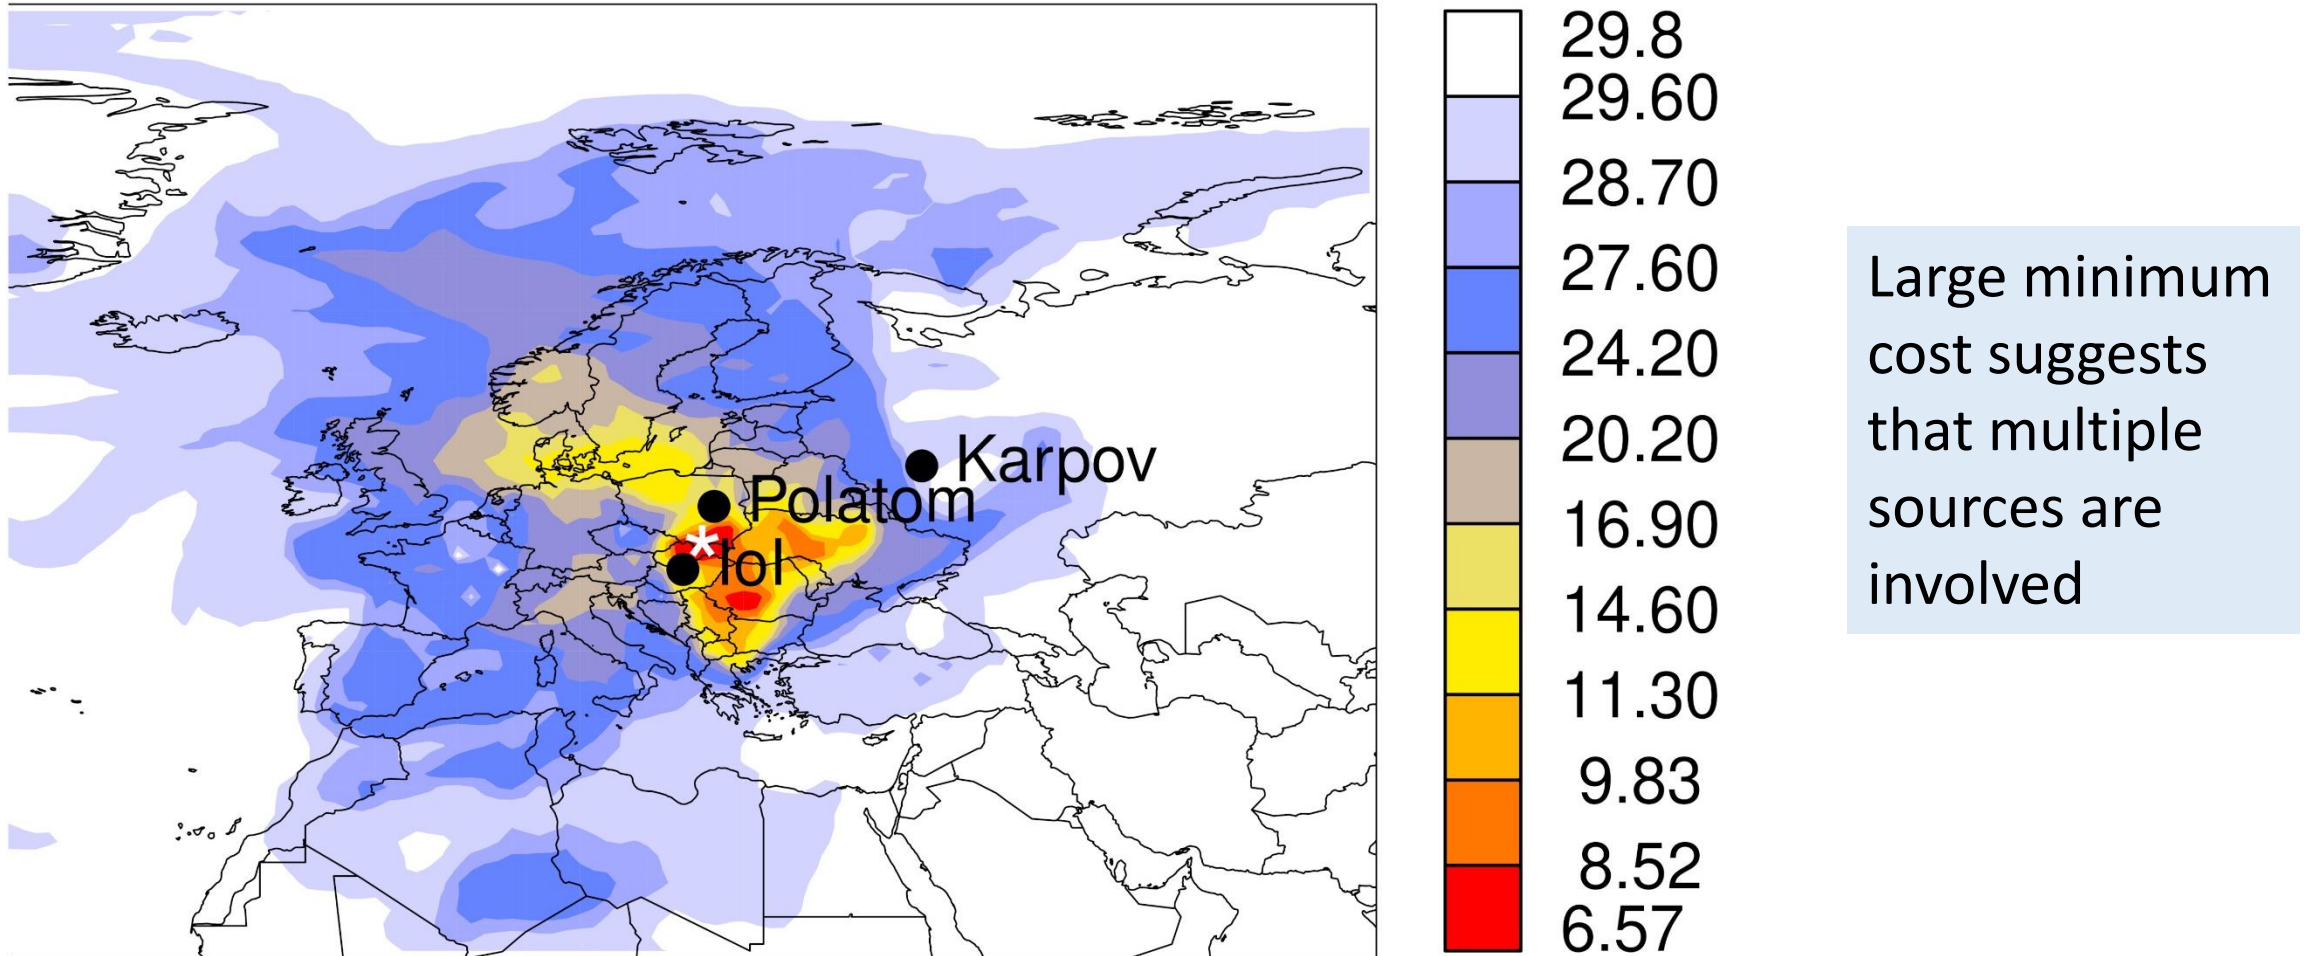 Karpov
Polatom
*
IoI
29.8
29.60
28.70
27.60
24.20
20.20
16.90
14.60
11.30
9.83
8.52
6.57
Large minimum
cost suggests
that multiple
sources are
involved